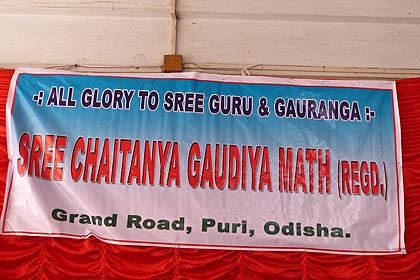 -: ALL GLORY TO SREE GURU & GAURANGA :-
SREE CHAITANYA GAUDIYA MATH (REGD.)
Grand Road, Puri, Odisha.